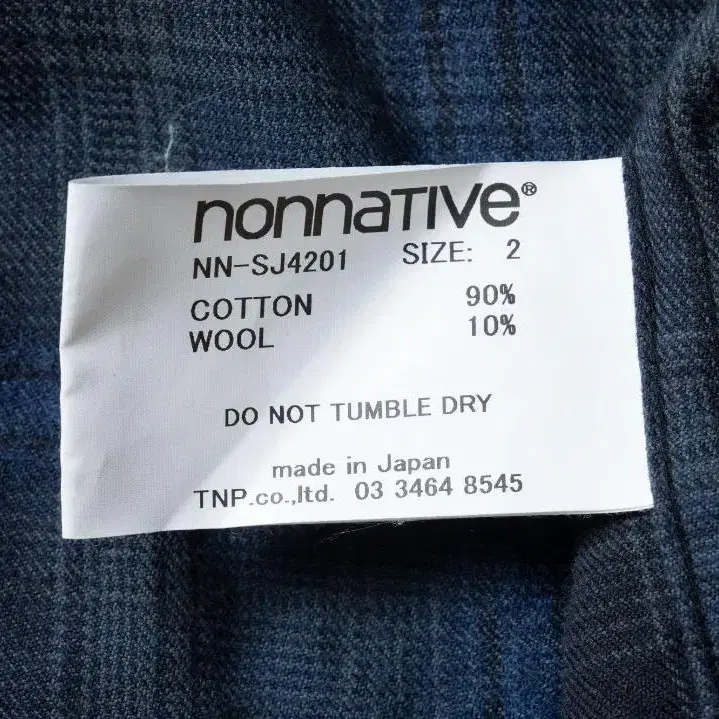 nonnaTIVe®
NN-SJ4201 SIZE: 2
COTTON 90%
WOOL 10%
DO NOT TUMBLE DRY
made in Japan
TNP.co.,ltd. 03 3464 8545